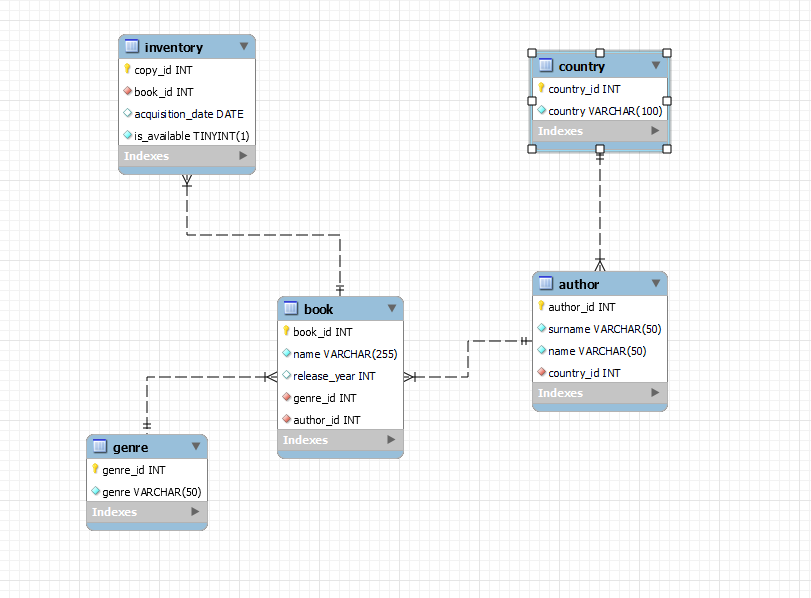 inventory
copy_id INT
book_id INT
acquisition_date DATE
is_available TINYINT(1)
Indexes
country
country_id INT
country VARCHAR(100)
Indexes
book
book_id INT
name VARCHAR(255)
release_year INT
genre_id INT
author_id INT
Indexes
author
author_id INT
surname VARCHAR(50)
name VARCHAR(50)
country_id INT
Indexes
genre
genre_id INT
genre VARCHAR(50)
Indexes